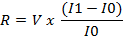 R = V x (I1 − I0) / I0